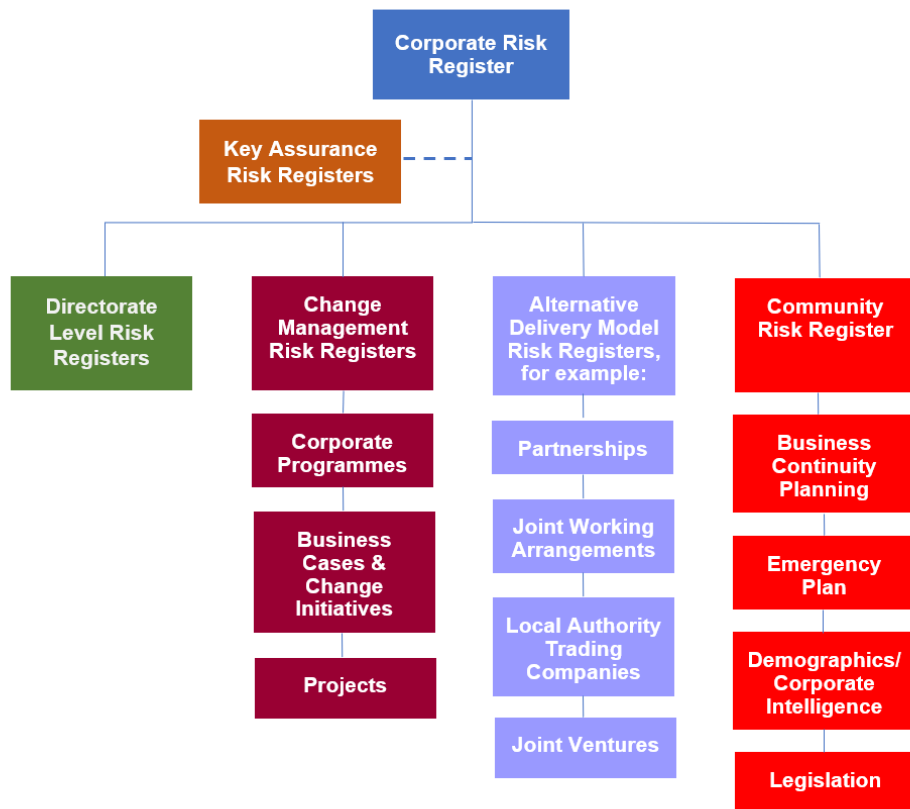 Corporate Risk
Register
Key Assurance
Risk Registers
Directorate
Level Risk
Registers
Change
Management
Risk Registers
Corporate
Programmes
Business
Cases &
Change
Initiatives
Projects
Alternative
Delivery Model
Risk Registers,
for example:
Partnerships
Joint Working
Arrangements
Local Authority
Trading
Companies
Joint Ventures
Community
Risk Register
Business
Continuity
Planning
Emergency
Plan
Demographics/
Corporate
Intelligence
Legislation